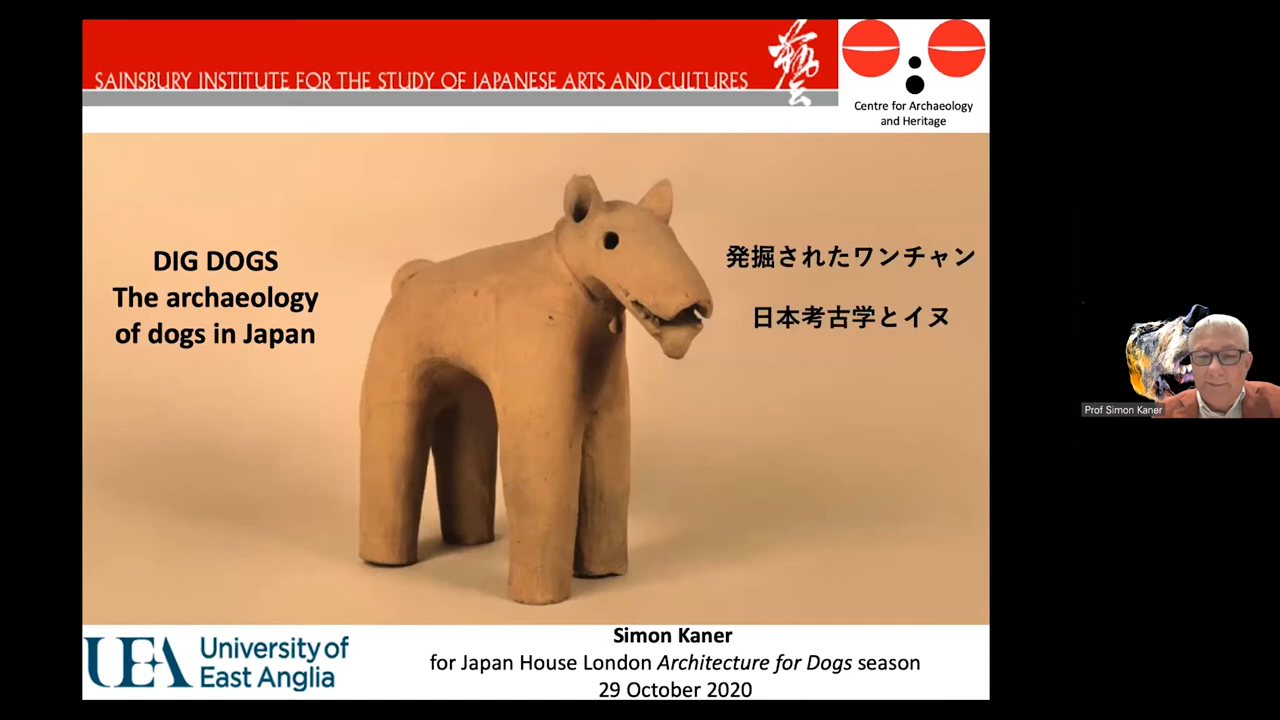 SAINSBURY INSTITUTE FOR THE STUDY OF JAPANESE ARTS AND CULTURES
藝
Centre for Archaeology
and Heritage
DIG DOGS
The archaeology
of dogs in Japan
発掘されたワンチャン
日本考古学とイヌ
Prof Simon Kaner
UEA University of
East Anglia
Simon Kaner
for Japan House London Architecture for Dogs season
29 October 2020